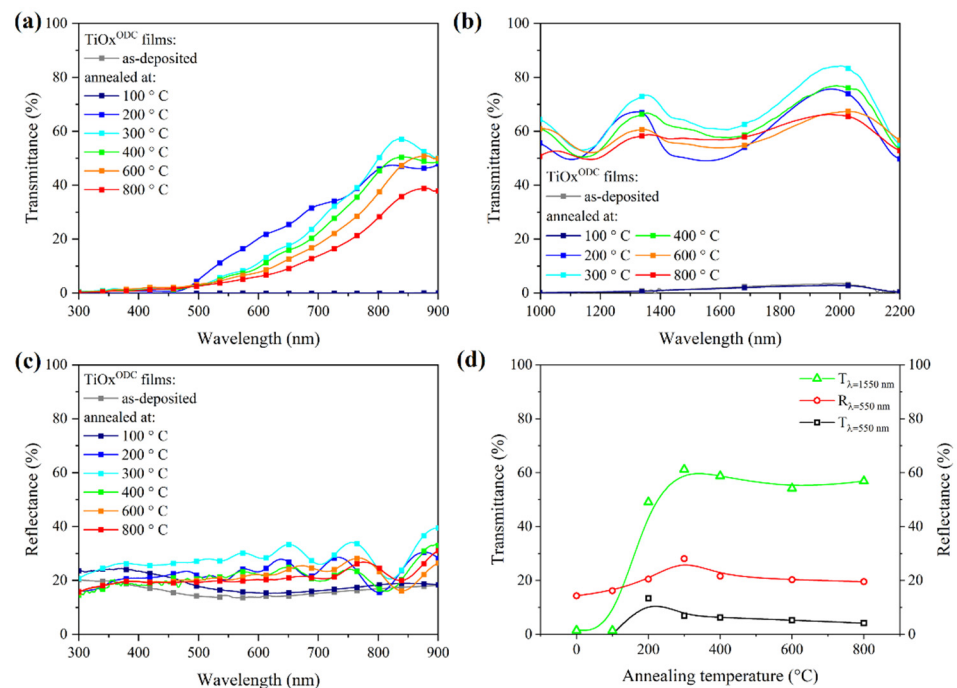 (a)
100
80
60
40
20
0
Transmittance (%)
TiOx^ODC films:
as-deposited
annealed at:
100 ° C
200 ° C
300 ° C
400 ° C
600 ° C
800 ° C
300 400 500 600 700 800 900
Wavelength (nm)
(b)
100
80
60
40
20
0
Transmittance (%)
TiOx^ODC films:
as-deposited
annealed at:
100 ° C 400 ° C
200 ° C 600 ° C
300 ° C 800 ° C
1000 1200 1400 1600 1800 2000 2200
Wavelength (nm)
(c)
100
80
60
40
20
0
Reflectance (%)
TiOx^ODC films:
as-deposited
annealed at:
100 ° C
200 ° C
300 ° C
400 ° C
600 ° C
800 ° C
300 400 500 600 700 800 900
Wavelength (nm)
(d)
100
80
60
40
20
0
Transmittance (%)
T λ=1550 nm
R λ=550 nm
T λ=550 nm
100
80
60
40
20
0
Reflectance (%)
0 200 400 600 800
Annealing temperature (°C)